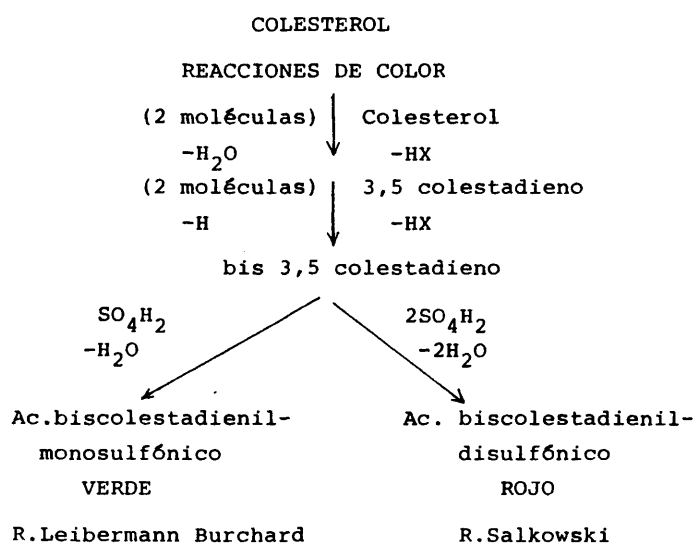 COLESTEROL
REACCIONES DE COLOR
(2 moléculas) Colesterol
-H2O -HX
(2 moléculas) 3,5 colestadieno
-H -HX
bis 3,5 colestadieno
SO4H2 2SO4H2
-H2O -2H2O
Ac.biscolestadienil- Ac. biscolestadienil-
monosulfónico disulfónico
VERDE ROJO
R.Leibermann Burchard R.Salkowski